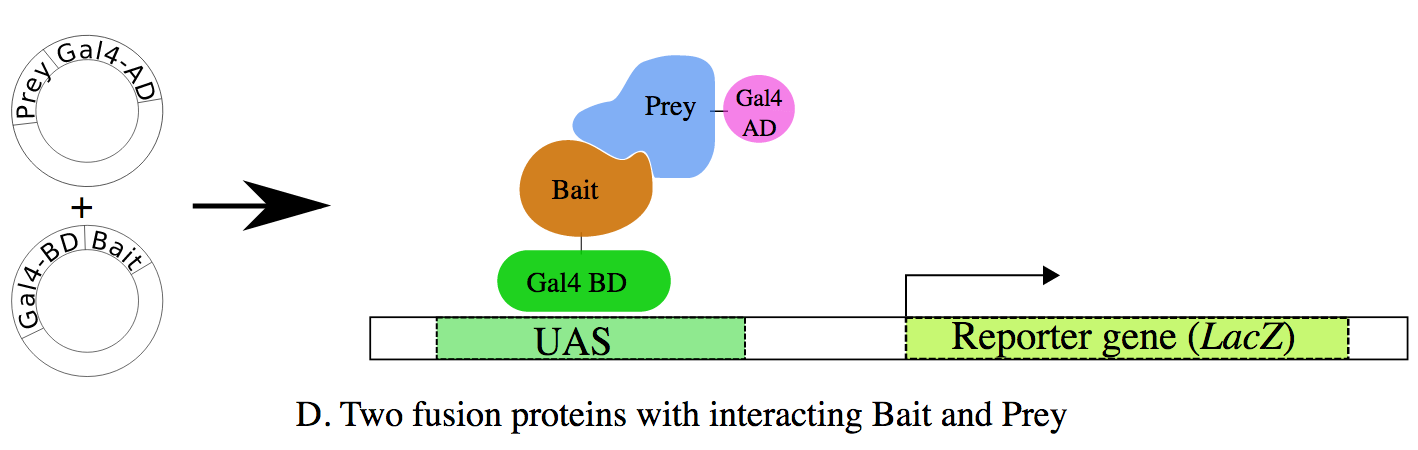 Prey Gal4-AD
+
Gal4-BD Bait
Prey
Gal4
AD
Bait
Gal4 BD
UAS
Reporter gene (LacZ)
D. Two fusion proteins with interacting Bait and Prey